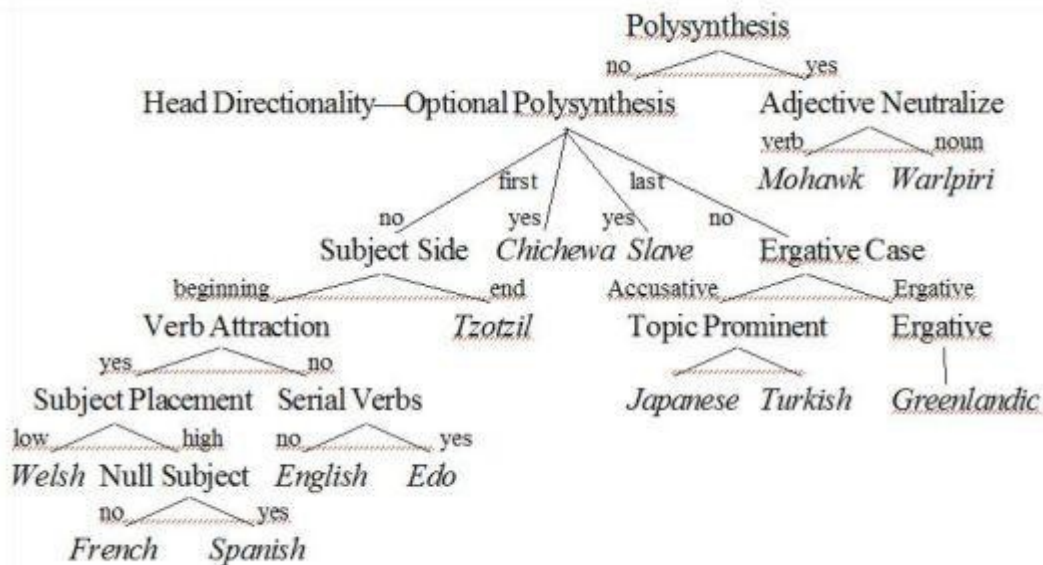 Polysynthesis
no yes
Head Directionality—Optional Polysynthesis Adjective Neutralize
verb noun
Mohawk Warlpiri
first last
no yes yes no
Subject Side Chichewa Slave Ergative Case
beginning end Accusative Ergative
Verb Attraction Tzotzil Topic Prominent Ergative
yes no
Subject Placement Serial Verbs Japanese Turkish Greenlandic
low high no yes
Welsh Null Subject English Edo
no yes
French Spanish